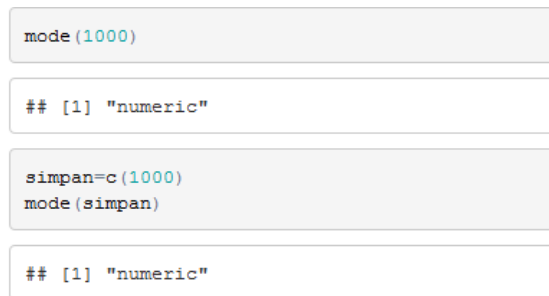 mode(1000)
## [1] "numeric"
simpan=c(1000)
mode(simpan)
## [1] "numeric"